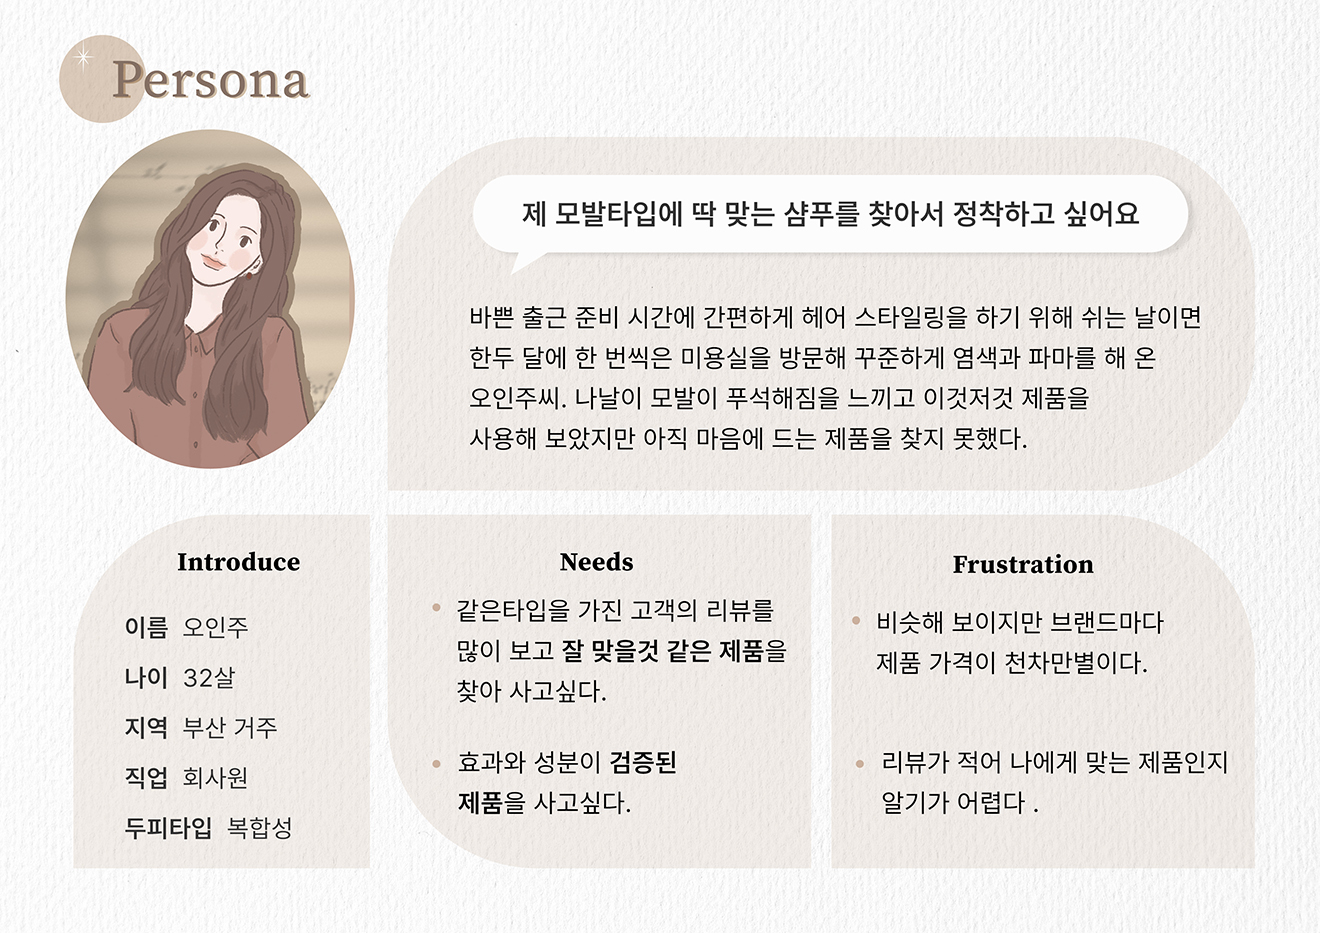 Persona
제 모발타입에 딱 맞는 샴푸를 찾아서 정착하고 싶어요
바쁜 출근 준비 시간에 간편하게 헤어 스타일링을 하기 위해 쉬는 날이면
한두 달에 한 번씩은 미용실을 방문해 꾸준하게 염색과 파마를 해 온
오인주씨. 나날이 모발이 푸석해짐을 느끼고 이것저것 제품을
사용해 보았지만 아직 마음에 드는 제품을 찾지 못했다.
Introduce
이름 오인주
나이 32살
지역 부산 거주
직업 회사원
두피타입 복합성
Needs
같은타입을 가진 고객의 리뷰를
많이 보고 잘 맞을것 같은 제품을
찾아 사고싶다.
효과와 성분이 검증된
제품을 사고싶다.
Frustration
비슷해 보이지만 브랜드마다
제품 가격이 천차만별이다.
리뷰가 적어 나에게 맞는 제품인지
알기가 어렵다 .